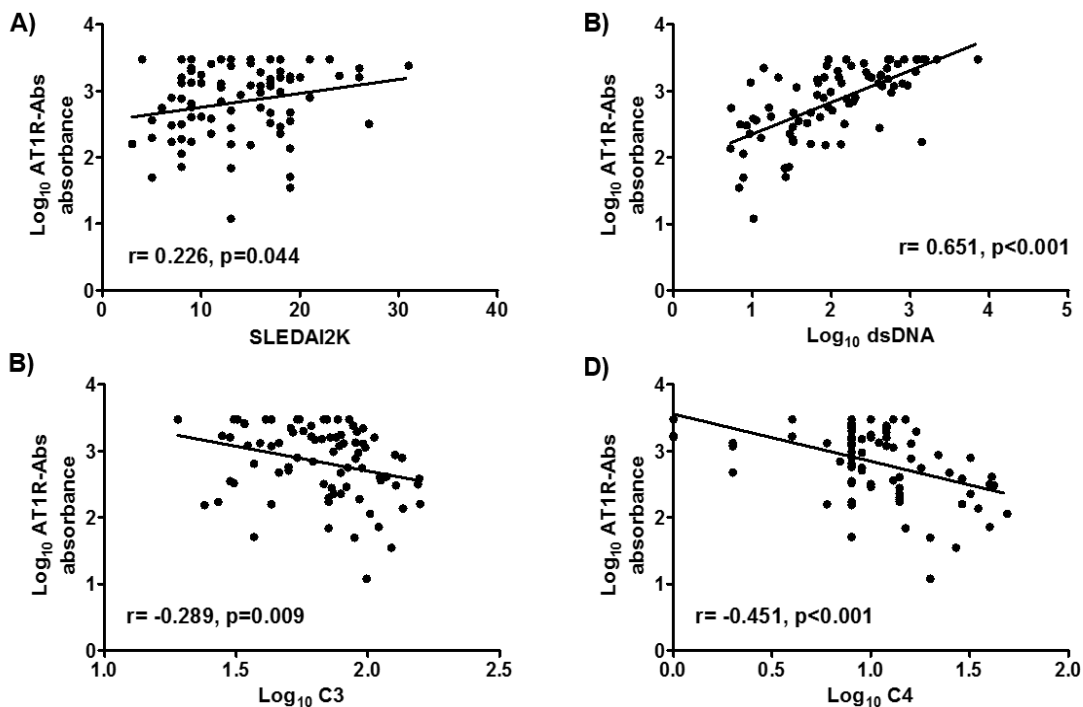 A)
Log10 AT1R-Abs
absorbance
4
3
2
1
0
r= 0.226, p=0.044
0 10 20 30 40
SLEDAI2K
B)
Log10 AT1R-Abs
absorbance
4
3
2
1
0
r= 0.651, p<0.001
0 1 2 3 4 5
Log10 dsDNA
B)
Log10 AT1R-Abs
absorbance
4
3
2
1
0
r= -0.289, p=0.009
1.0 1.5 2.0 2.5
Log10 C3
D)
Log10 AT1R-Abs
absorbance
4
3
2
1
0
r= -0.451, p<0.001
0.0 0.5 1.0 1.5 2.0
Log10 C4